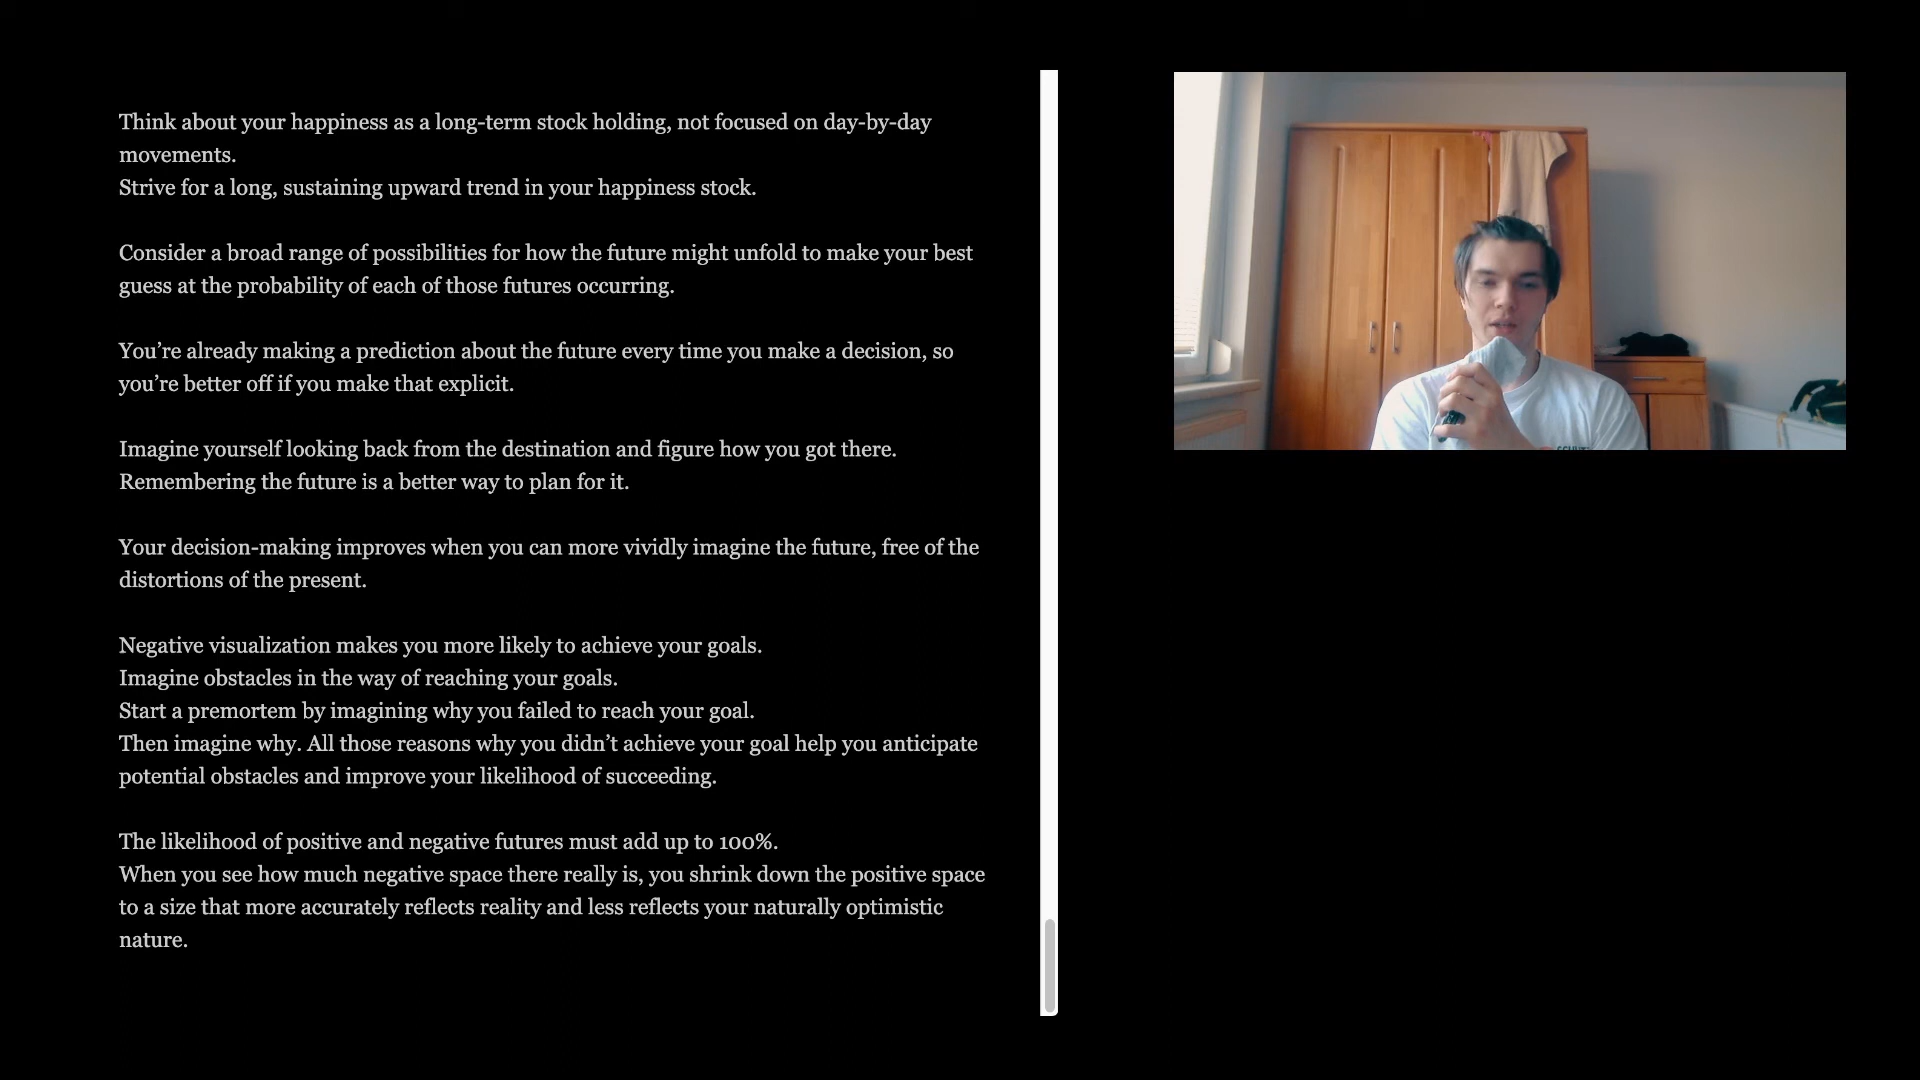 Think about your happiness as a long-term stock holding, not focused on day-by-day
movements.
Strive for a long, sustaining upward trend in your happiness stock.
Consider a broad range of possibilities for how the future might unfold to make your best
guess at the probability of each of those futures occurring.
You’re already making a prediction about the future every time you make a decision, so
you’re better off if you make that explicit.
Imagine yourself looking back from the destination and figure how you got there.
Remembering the future is a better way to plan for it.
Your decision-making improves when you can more vividly imagine the future, free of the
distortions of the present.
Negative visualization makes you more likely to achieve your goals.
Imagine obstacles in the way of reaching your goals.
Start a premortem by imagining why you failed to reach your goal.
Then imagine why. All those reasons why you didn’t achieve your goal help you anticipate
potential obstacles and improve your likelihood of succeeding.
The likelihood of positive and negative futures must add up to 100%.
When you see how much negative space there really is, you shrink down the positive space
to a size that more accurately reflects reality and less reflects your naturally optimistic
nature.